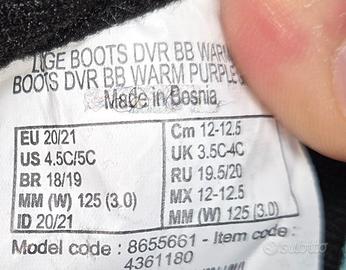 LIGE BOOTS DVR BB WARM
BOOTS DVR BB WARM PURPLE
Made in Bosnia
EU 20/21
US 4.5C/5C
BR 18/19
MM (W) 125 (3.0)
ID 20/21
Cm 12-12.5
UK 3.5C-4C
RU 19.5/20
MX 12-12.5
MM (W) 125 (3.0)
Model code : 8655661 - Item code :
4361180
subito